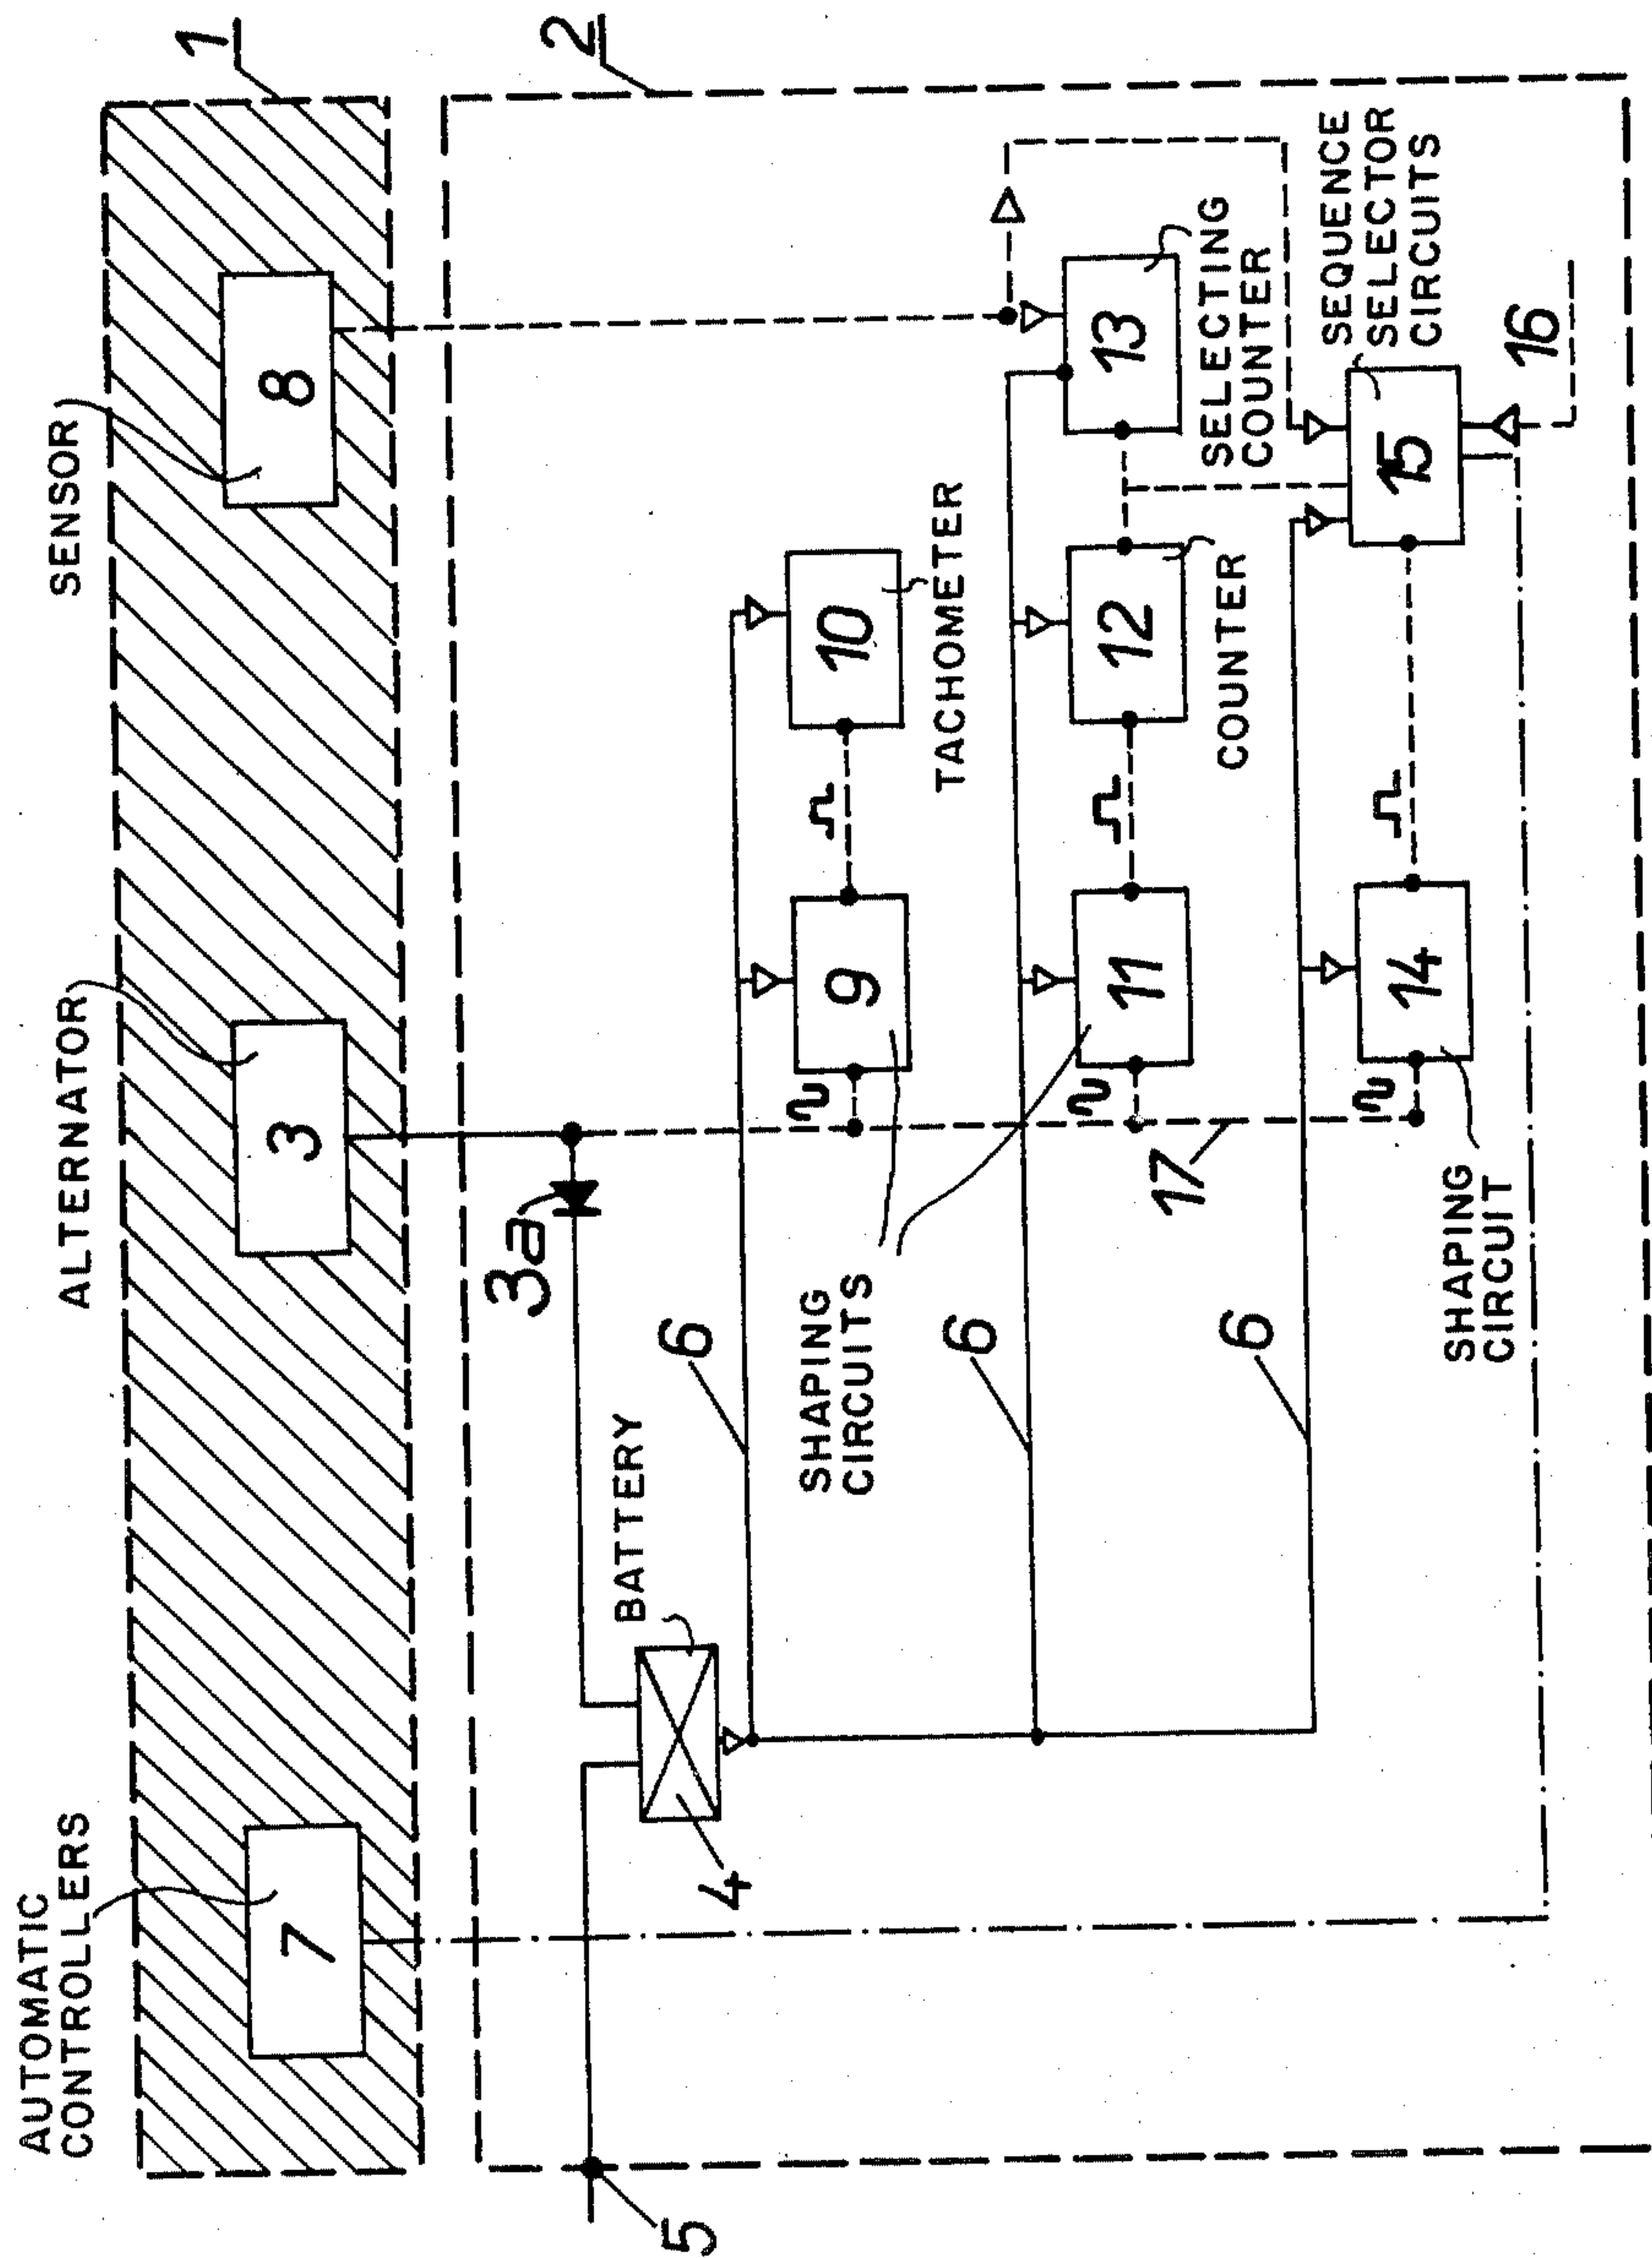 AUTOMATIC
CONTROLLERS
ALTERNATOR
SENSOR
1
7
3
8
2
5
4
BATTERY
3a
6
6
6
SHAPING
CIRCUITS
9
10
TACHOMETER
11
12
COUNTER
13
SELECTING
COUNTER
17
14
SHAPING
CIRCUIT
15
SEQUENCE
SELECTOR
CIRCUITS
16